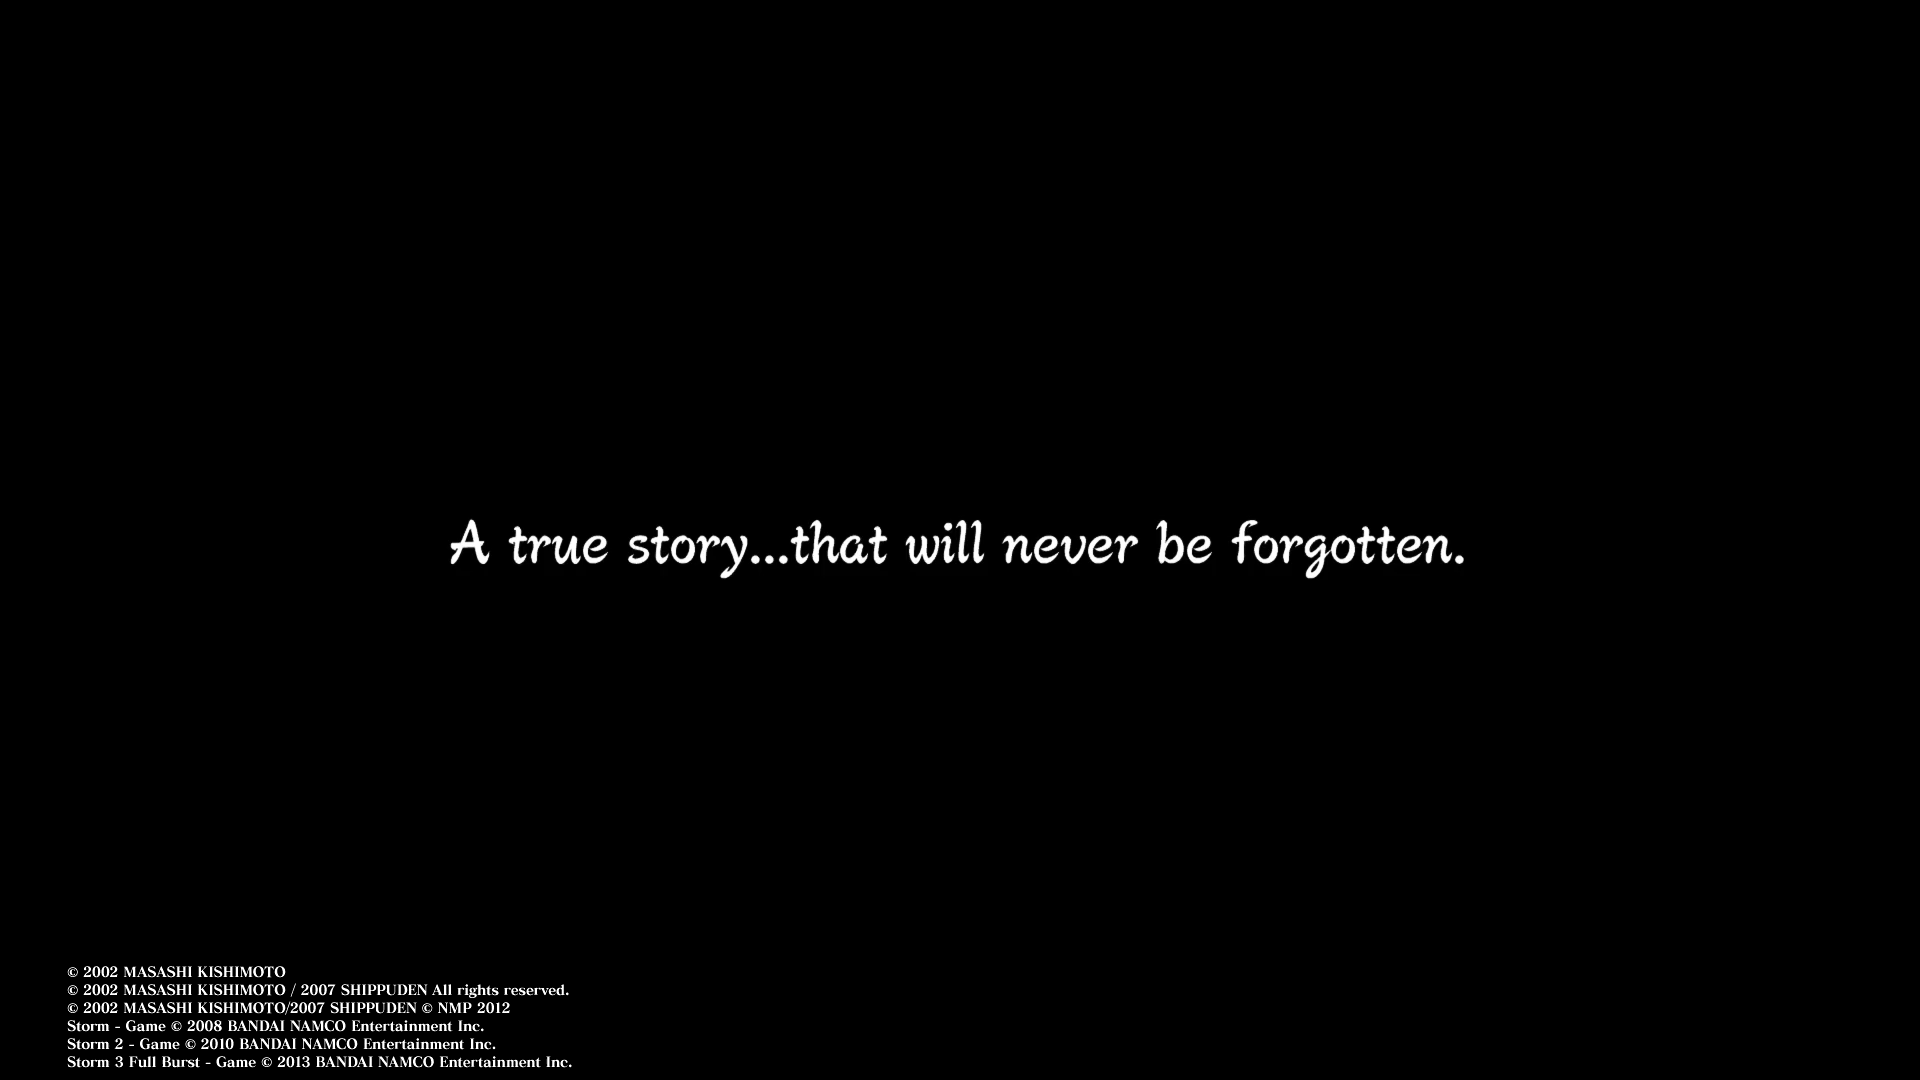 A true story...that will never be forgotten.
© 2002 MASASHI KISHIMOTO
© 2002 MASASHI KISHIMOTO / 2007 SHIPPUDEN All rights reserved.
© 2002 MASASHI KISHIMOTO/2007 SHIPPUDEN © NMP 2012
Storm - Game © 2008 BANDAI NAMCO Entertainment Inc.
Storm 2 - Game © 2010 BANDAI NAMCO Entertainment Inc.
Storm 3 Full Burst - Game © 2013 BANDAI NAMCO Entertainment Inc.